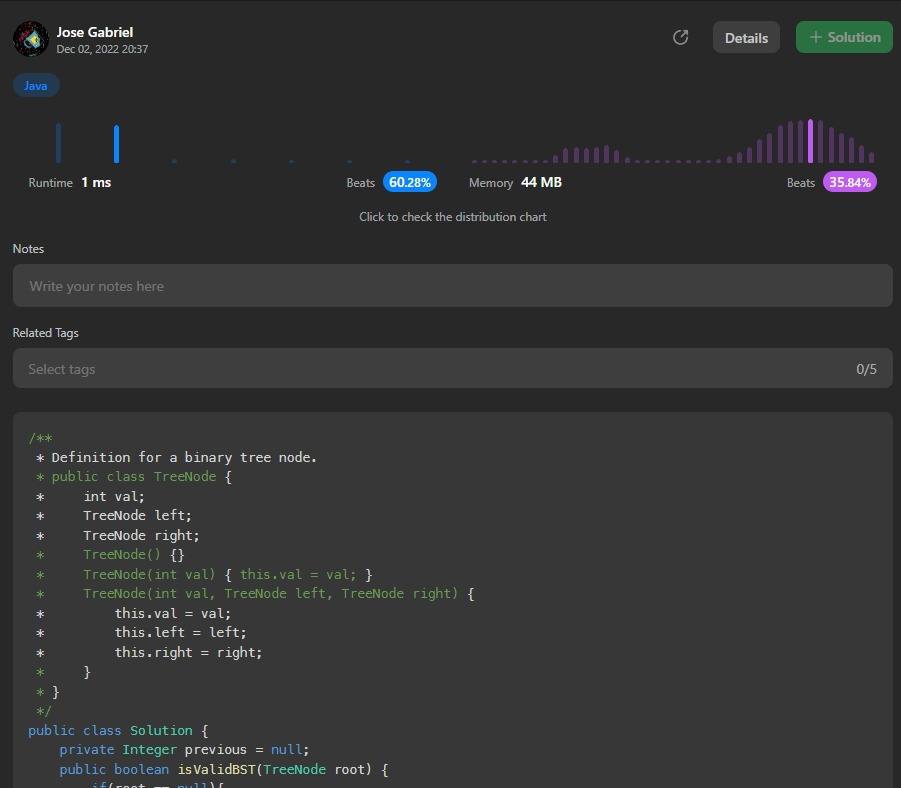 Jose Gabriel
Dec 02, 2022 20:37
Details
+ Solution
Java
Runtime 1 ms
Beats 60.28%
Memory 44 MB
Beats 35.84%
Click to check the distribution chart
Notes
Write your notes here
Related Tags
Select tags
0/5
/**
 * Definition for a binary tree node.
 * public class TreeNode {
 *     int val;
 *     TreeNode left;
 *     TreeNode right;
 *     TreeNode() {}
 *     TreeNode(int val) { this.val = val; }
 *     TreeNode(int val, TreeNode left, TreeNode right) {
 *         this.val = val;
 *         this.left = left;
 *         this.right = right;
 *     }
 * }
 */
public class Solution {
    private Integer previous = null;
    public boolean isValidBST(TreeNode root) {
        if(root == null){